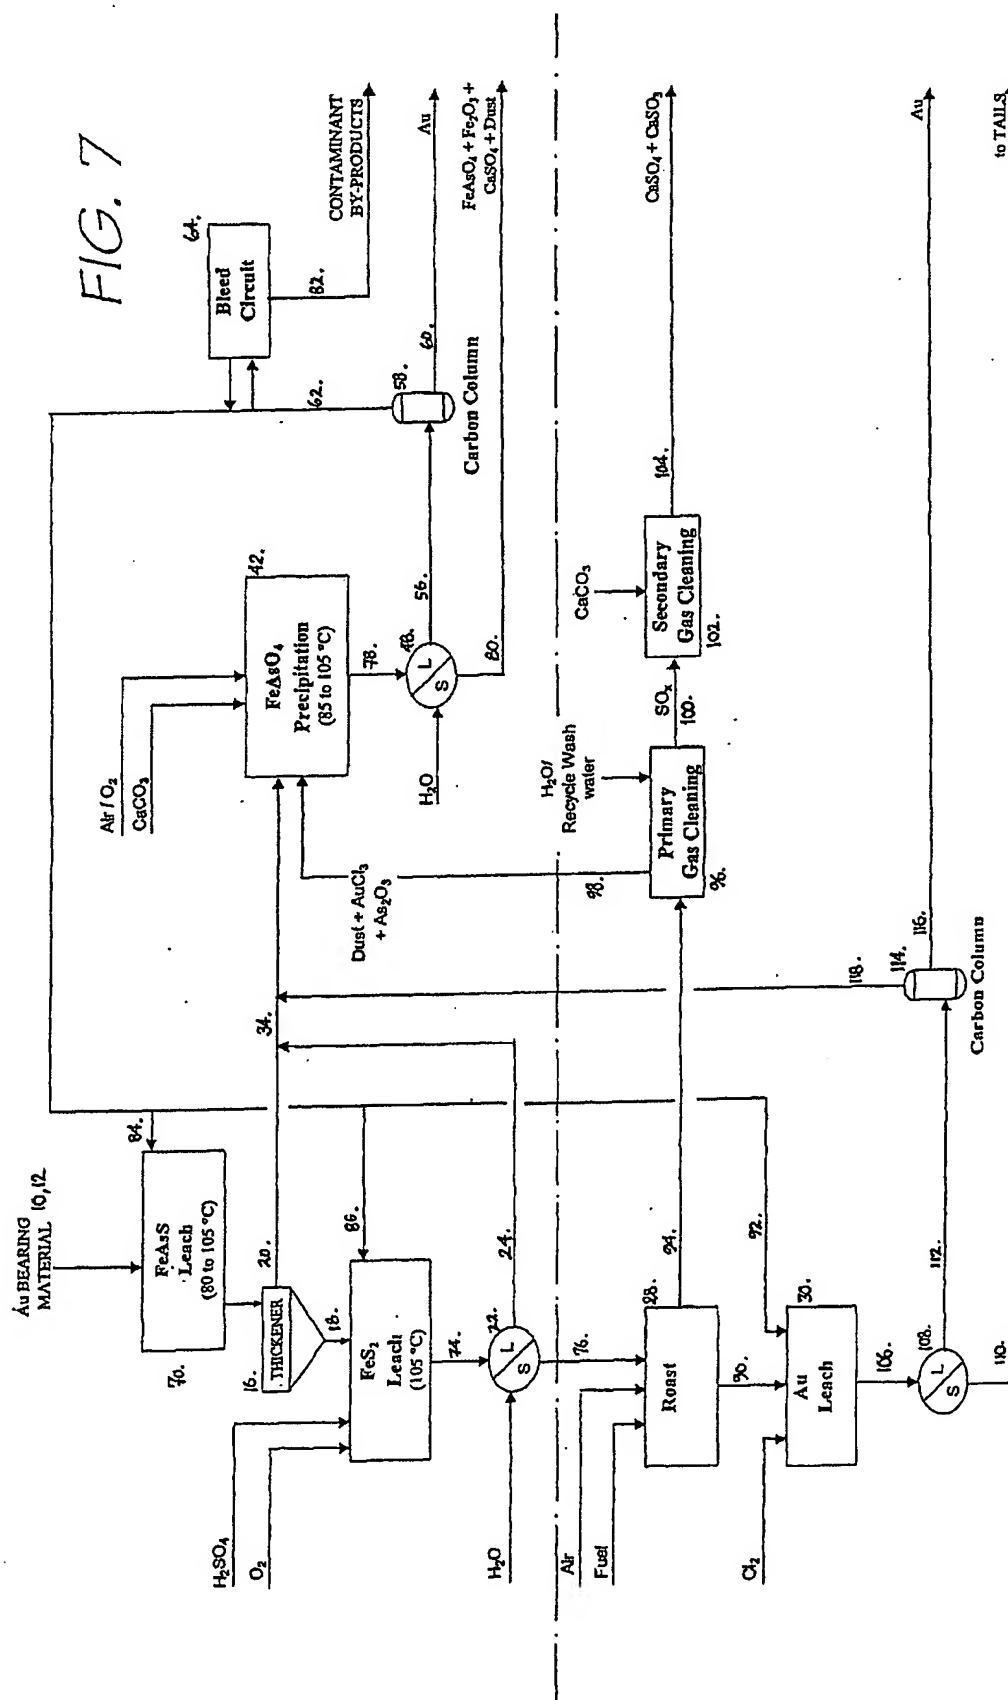 FIG. 7
Au BEARING
MATERIAL 10,12
FeAsS
Leach
(80 to 105 °C)
70.
84.
16.
THICKENER
20.
18.
34.
H₂SO₄
O₂
FeS₂
Leach
(105 °C)
86.
74.
H₂O
22.
L
S
24.
76.
Air / O₂
CaCO₃
FeAsO₄
Precipitation
(85 to 105 °C)
42.
78.
H₂O
48.
L
S
56.
80.
Bleed
Circuit
64.
82.
CONTAMINANT
BY-PRODUCTS
62.
58.
60.
Au
Carbon Column
FeAsO₄ + Fe₂O₃ +
CaSO₄ + Dust
Air
Fuel
Roast
28.
90.
94.
Dust + AuCl₃
+ As₂O₃
98.
H₂O/
Recycle Wash
water
Primary
Gas Cleaning
96.
SOₓ
100.
CaCO₃
Secondary
Gas Cleaning
102.
104.
CaSO₄ + CaSO₃
Cl₂
Au
Leach
30.
92.
106.
108.
L
S
110.
112.
118.
114.
116.
Carbon Column
Au
to TAILS